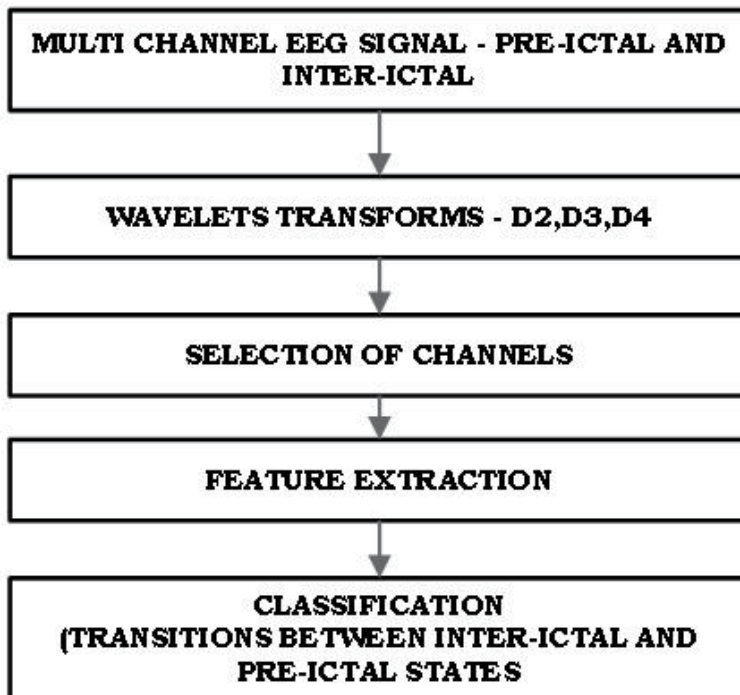 MULTI CHANNEL EEG SIGNAL - PRE-ICTAL AND
INTER-ICTAL
WAVELETS TRANSFORMS - D2,D3,D4
SELECTION OF CHANNELS
FEATURE EXTRACTION
CLASSIFICATION
(TRANSITIONS BETWEEN INTER-ICTAL AND
PRE-ICTAL STATES